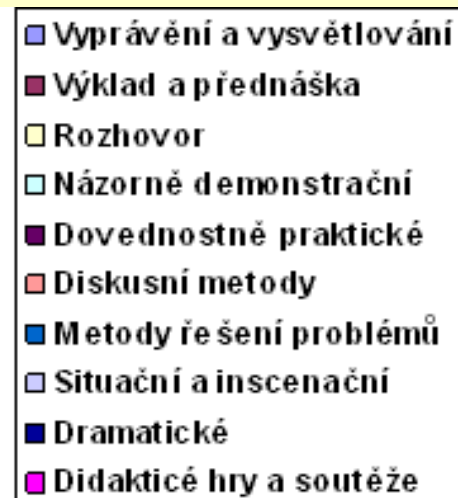 Vyprávění a vysvětlování
Výklad a přednáška
Rozhovor
Názorně demonstrační
Dovednostně praktické
Diskusní metody
Metody řešení problémů
Situační a inscenační
Dramatické
Didakticé hry a soutěže